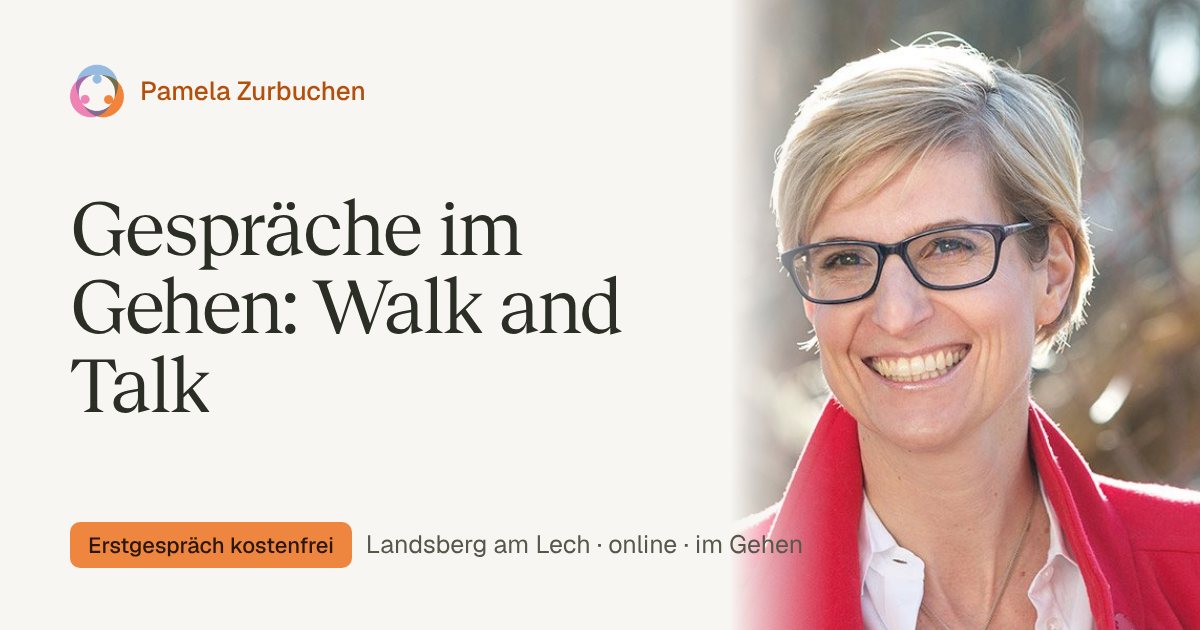 Pamela Zurbuchen
Gespräche im
Gehen: Walk and
Talk
Erstgespräch kostenfrei
Landsberg am Lech · online · im Gehen